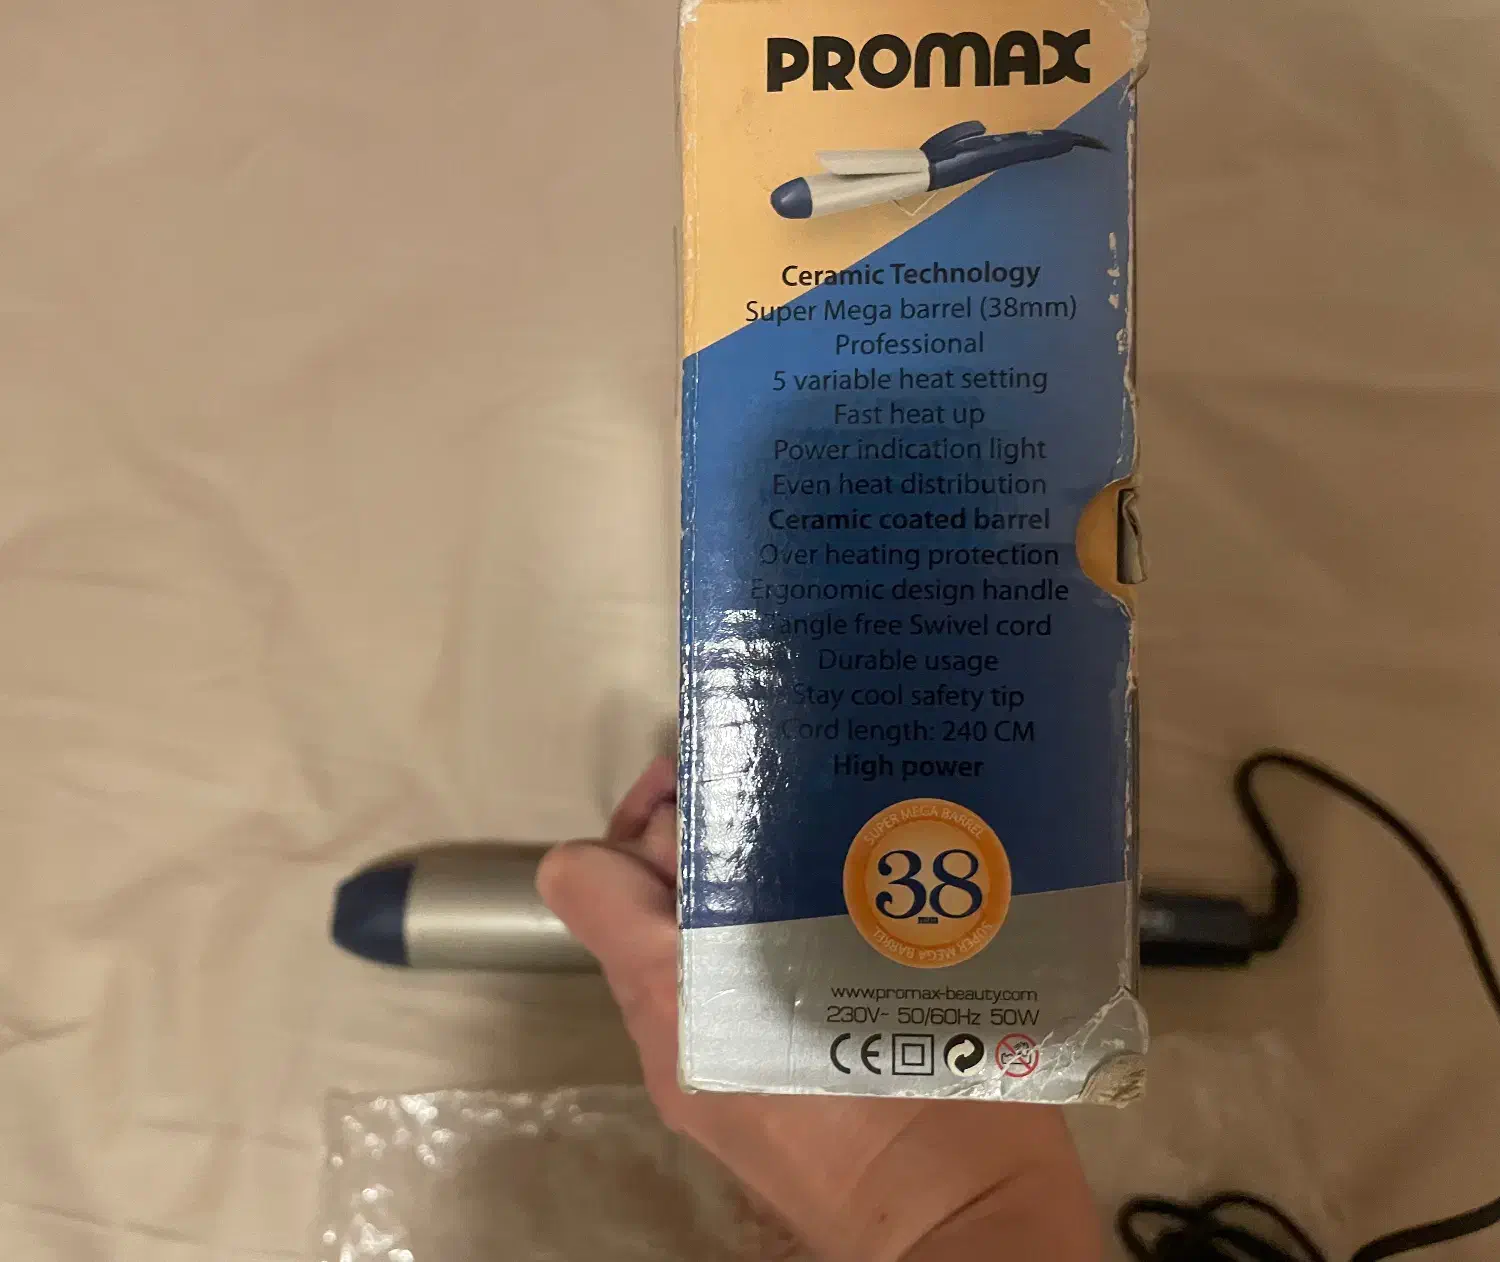 PROMAX
Ceramic Technology
Super Mega barrel (38mm)
Professional
5 variable heat setting
Fast heat up
Power indication light
Even heat distribution
Ceramic coated barrel
Over heating protection
Ergonomic design handle
Tangle free Swivel cord
Durable usage
Stay cool safety tip
Cord length: 240 CM
High power
SUPER MEGA BARREL
38
mm
SUPER MEGA BARREL
www.promax-beauty.com
230V~ 50/60Hz 50W
CE